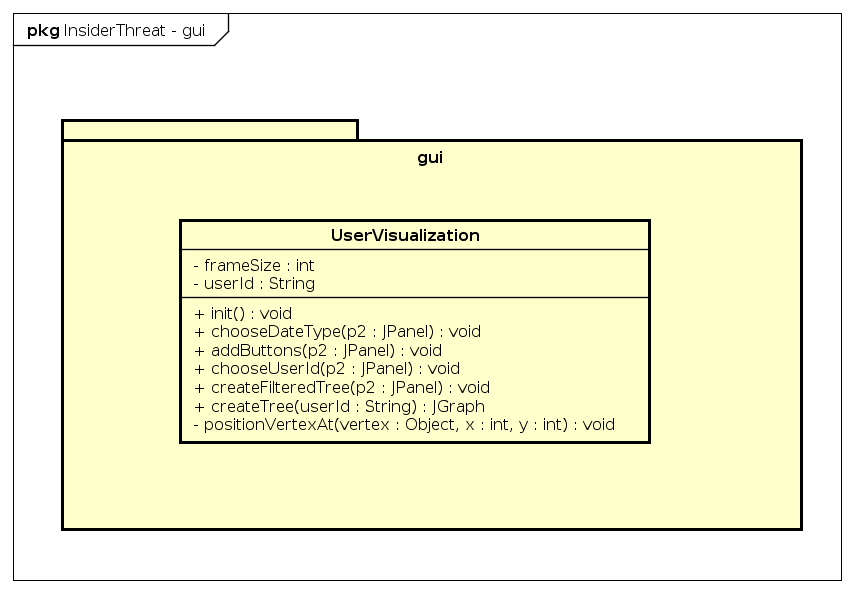 pkg InsiderThreat - gui
gui
UserVisualization
- frameSize : int
- userId : String
+ init() : void
+ chooseDateType(p2 : JPanel) : void
+ addButtons(p2 : JPanel) : void
+ chooseUserId(p2 : JPanel) : void
+ createFilteredTree(p2 : JPanel) : void
+ createTree(userId : String) : JGraph
- positionVertexAt(vertex : Object, x : int, y : int) : void